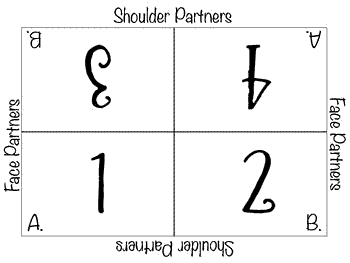 Shoulder Partners
B.
A.
3
4
Face Partners
Face Partners
1
2
A.
B.
Shoulder Partners